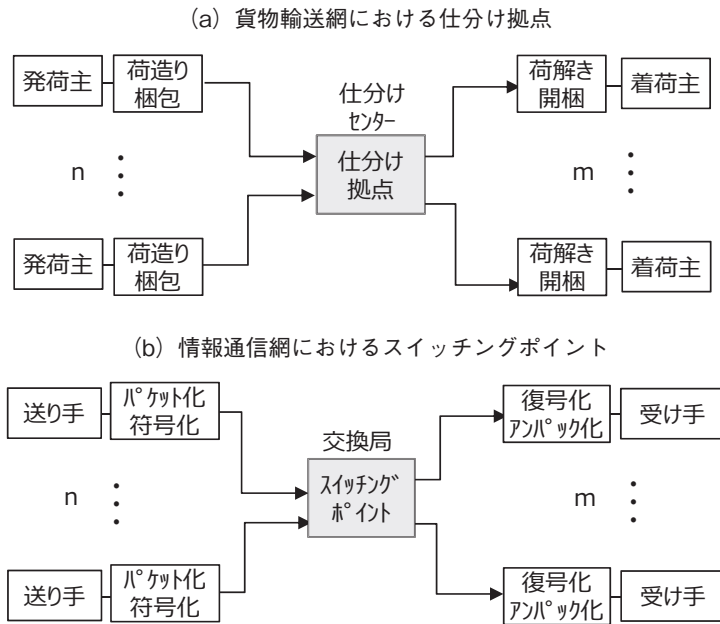 (a) 貨物輸送網における仕分け拠点
発荷主
荷造り
梱包
仕分け
センター
仕分け
拠点
荷解き
開梱
着荷主
n
m
発荷主
荷造り
梱包
荷解き
開梱
着荷主
(b) 情報通信網におけるスイッチングポイント
送り手
パケット化
符号化
交換局
スイッチング
ポイント
復号化
アンパック化
受け手
n
m
送り手
パケット化
符号化
復号化
アンパック化
受け手